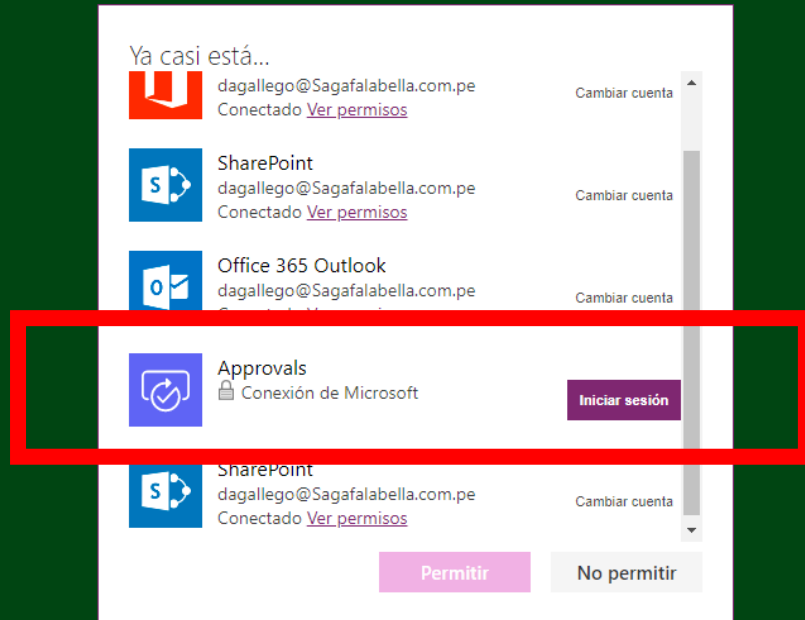 Ya casi está...
dagallego@Sagafalabella.com.pe
Cambiar cuenta
Conectado Ver permisos
SharePoint
dagallego@Sagafalabella.com.pe
Cambiar cuenta
Conectado Ver permisos
Office 365 Outlook
dagallego@Sagafalabella.com.pe
Cambiar cuenta
Approvals
Conexión de Microsoft
Iniciar sesión
SharePoint
dagallego@Sagafalabella.com.pe
Cambiar cuenta
Conectado Ver permisos
Permitir
No permitir